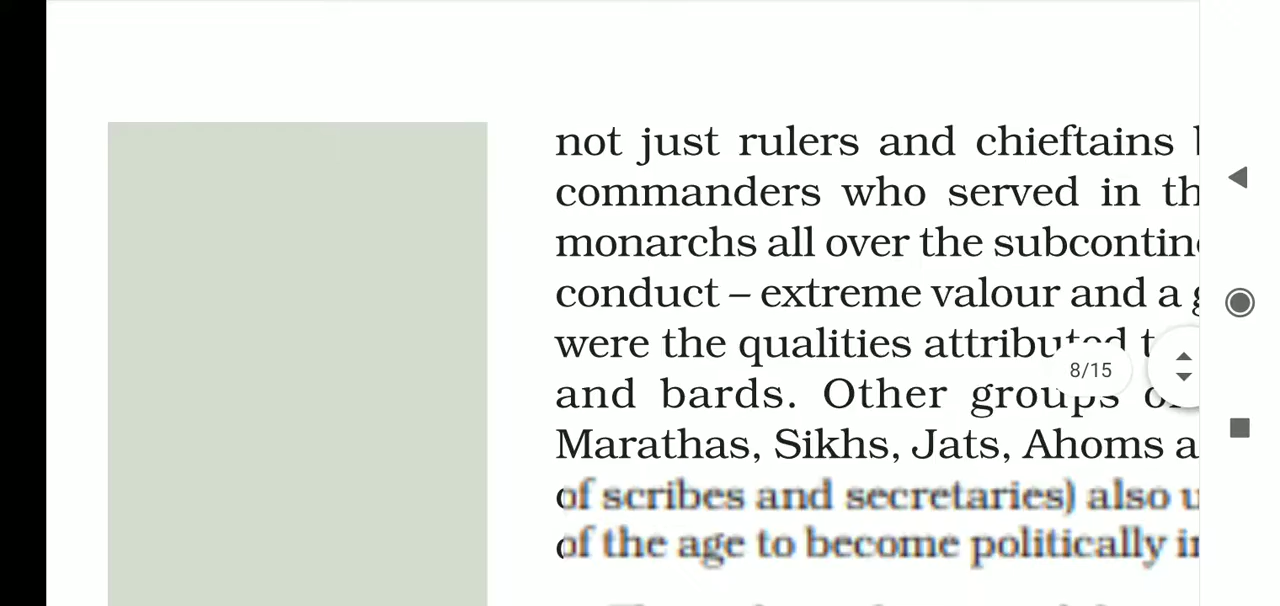 not just rulers and chieftains
commanders who served in th
monarchs all over the subcontin
conduct – extreme valour and a g
were the qualities attributed t
8/15
and bards. Other groups o
Marathas, Sikhs, Jats, Ahoms a
of scribes and secretaries) also u
of the age to become politically i